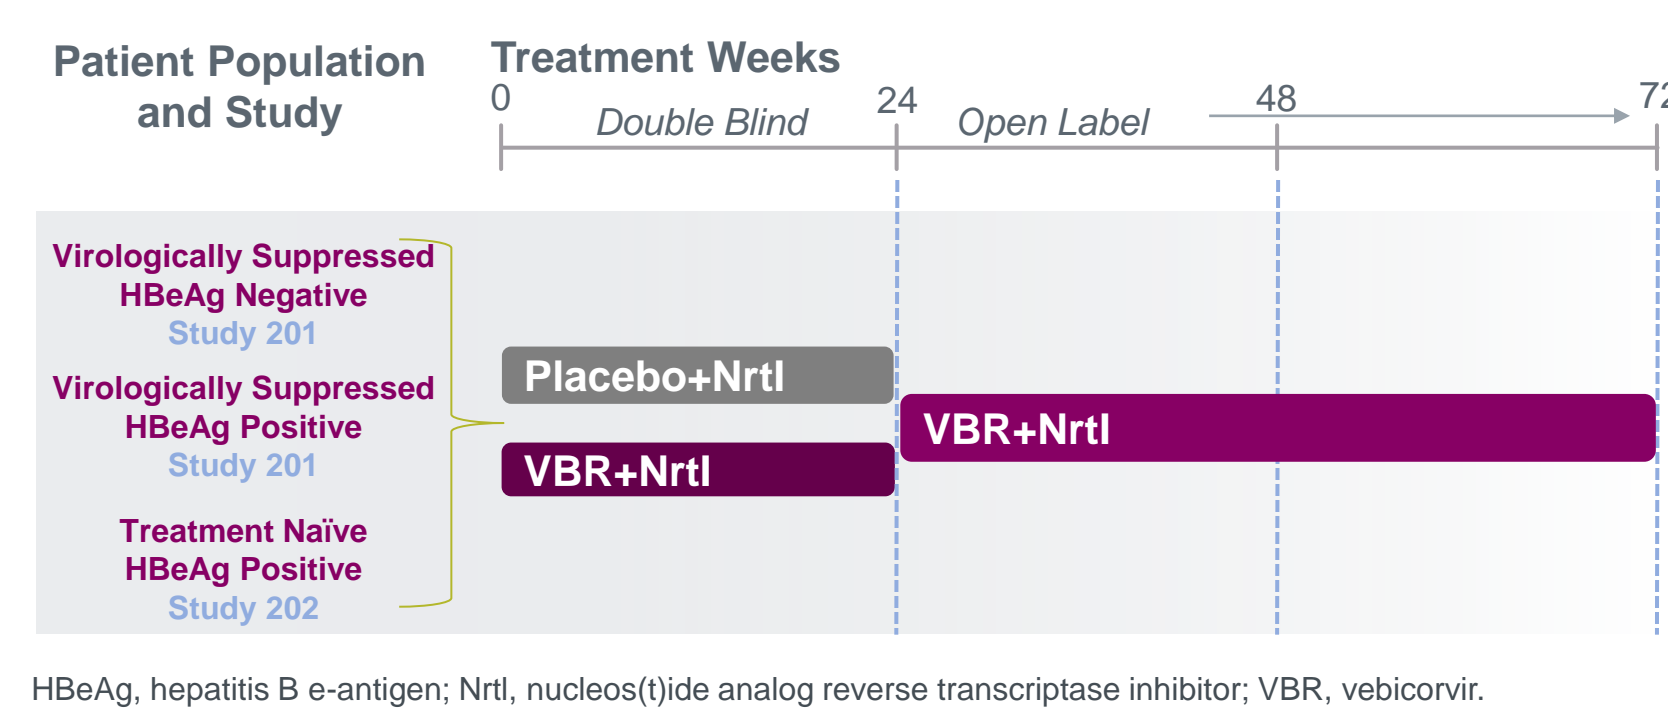 Patient Population
and Study
Treatment Weeks
0
24
48
72
Double Blind
Open Label
Virologically Suppressed
HBeAg Negative
Study 201
Virologically Suppressed
HBeAg Positive
Study 201
Treatment Naïve
HBeAg Positive
Study 202
Placebo+NrtI
VBR+NrtI
VBR+NrtI
HBeAg, hepatitis B e-antigen; NrtI, nucleos(t)ide analog reverse transcriptase inhibitor; VBR, vebicorvir.